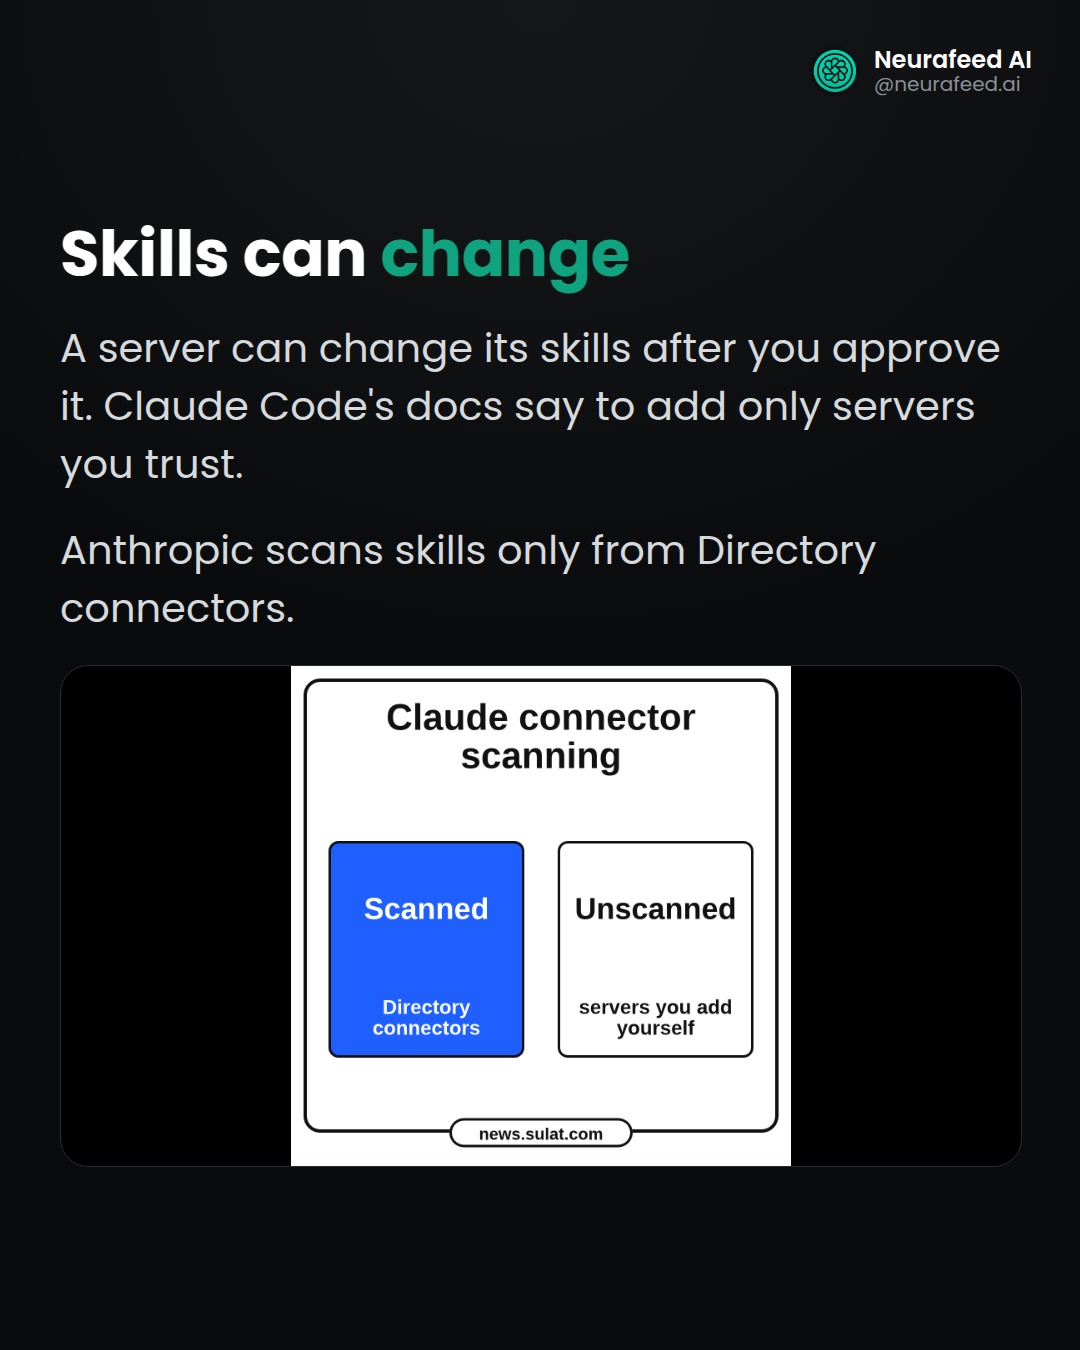 Neurafeed AI
@neurafeed.ai
Skills can change
A server can change its skills after you approve
it. Claude Code's docs say to add only servers
you trust.
Anthropic scans skills only from Directory
connectors.
Claude connector
scanning
Scanned
Directory
connectors
Unscanned
servers you add
yourself
news.sulat.com